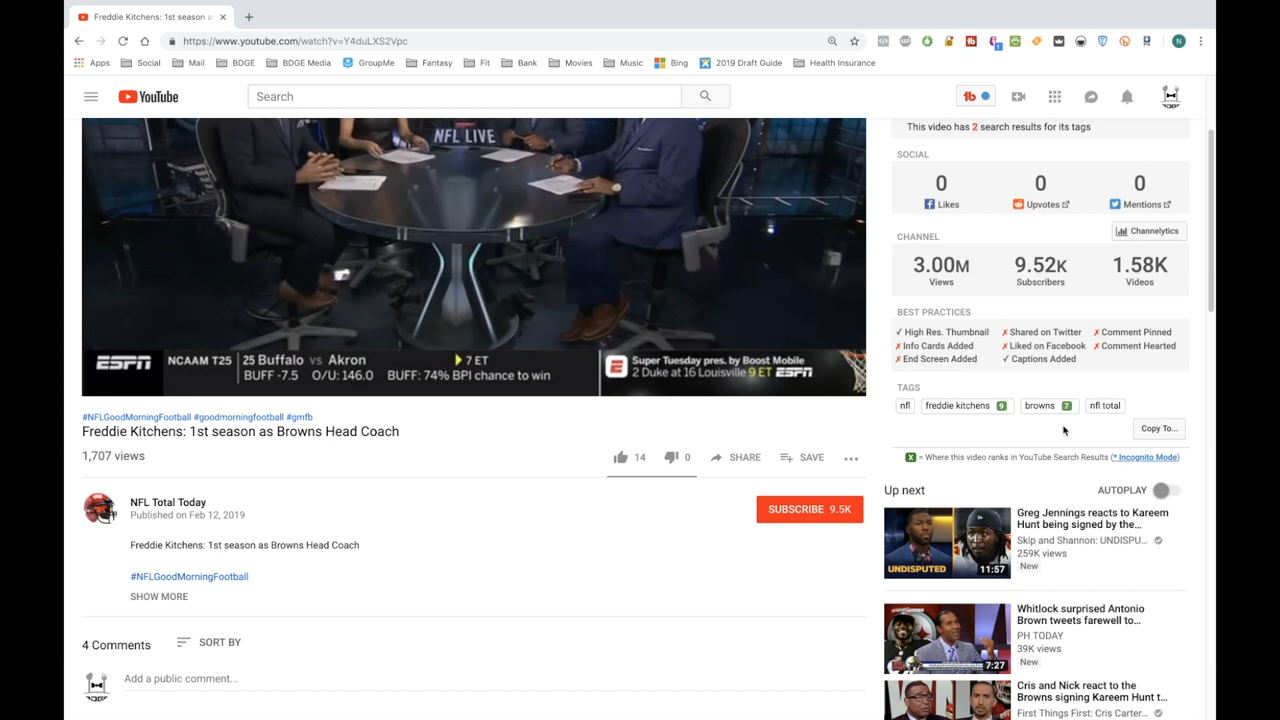 Freddie Kitchens: 1st season a
https://www.youtube.com/watch?v=Y4duLXS2Vpc
Apps Social Mail BDGE BDGE Media GroupMe Fantasy Fit Bank Movies Music Bing 2019 Draft Guide Health Insurance
YouTube
Search
tb
N
NFL LIVE
ESPN
NCAAM T25
25 Buffalo vs Akron
7 ET
BUFF -7.5 O/U: 146.0 BUFF: 74% BPI chance to win
Super Tuesday pres. by Boost Mobile
2 Duke at 16 Louisville 9 ET ESPN
#NFLGoodMorningFootball #goodmorningfootball #gmfb
Freddie Kitchens: 1st season as Browns Head Coach
1,707 views
14 0 SHARE SAVE
NFL Total Today
Published on Feb 12, 2019
SUBSCRIBE 9.5K
Freddie Kitchens: 1st season as Browns Head Coach
#NFLGoodMorningFootball
SHOW MORE
4 Comments SORT BY
Add a public comment...
This video has 2 search results for its tags
SOCIAL
0 0 0
Likes Upvotes Mentions
CHANNEL Channelytics
3.00M 9.52K 1.58K
Views Subscribers Videos
BEST PRACTICES
✓ High Res. Thumbnail ✗ Shared on Twitter ✗ Comment Pinned
✗ Info Cards Added ✗ Liked on Facebook ✗ Comment Hearted
✗ End Screen Added ✓ Captions Added
TAGS
nfl freddie kitchens 9 browns 7 nfl total
Copy To...
X = Where this video ranks in YouTube Search Results (* Incognito Mode)
Up next AUTOPLAY
Greg Jennings reacts to Kareem
Hunt being signed by the...
Skip and Shannon: UNDISPU...
259K views
New
UNDISPUTED
11:57
Whitlock surprised Antonio
Brown tweets farewell to...
PH TODAY
39K views
New
7:27
Cris and Nick react to the
Browns signing Kareem Hunt t...
First Things First: Cris Carter...